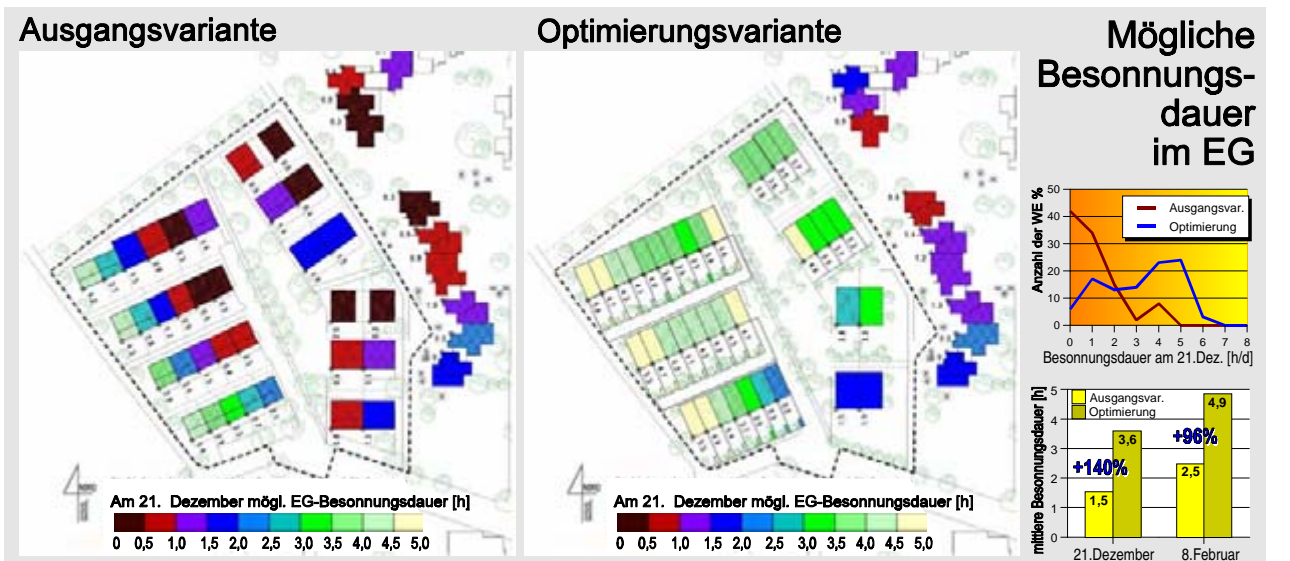 Ausgangsvariante
Optimierungsvariante
Mögliche
Besonnungs-
dauer
im EG
Am 21. Dezember mögl. EG-Besonnungsdauer [h]
0 0,5 1,0 1,5 2,0 2,5 3,0 3,5 4,0 4,5 5,0
Am 21. Dezember mögl. EG-Besonnungsdauer [h]
0 0,5 1,0 1,5 2,0 2,5 3,0 3,5 4,0 4,5 5,0
Anzahl der WE %
50
40
30
20
10
0
Ausgangsvar.
Optimierung
0 1 2 3 4 5 6 7 8
Besonnungsdauer am 21.Dez. [h/d]
mittlere Besonnungsdauer [h]
5
4
3
2
1
0
Ausgangsvar.
Optimierung
+140%
+96%
1,5
3,6
2,5
4,9
21.Dezember 8.Februar